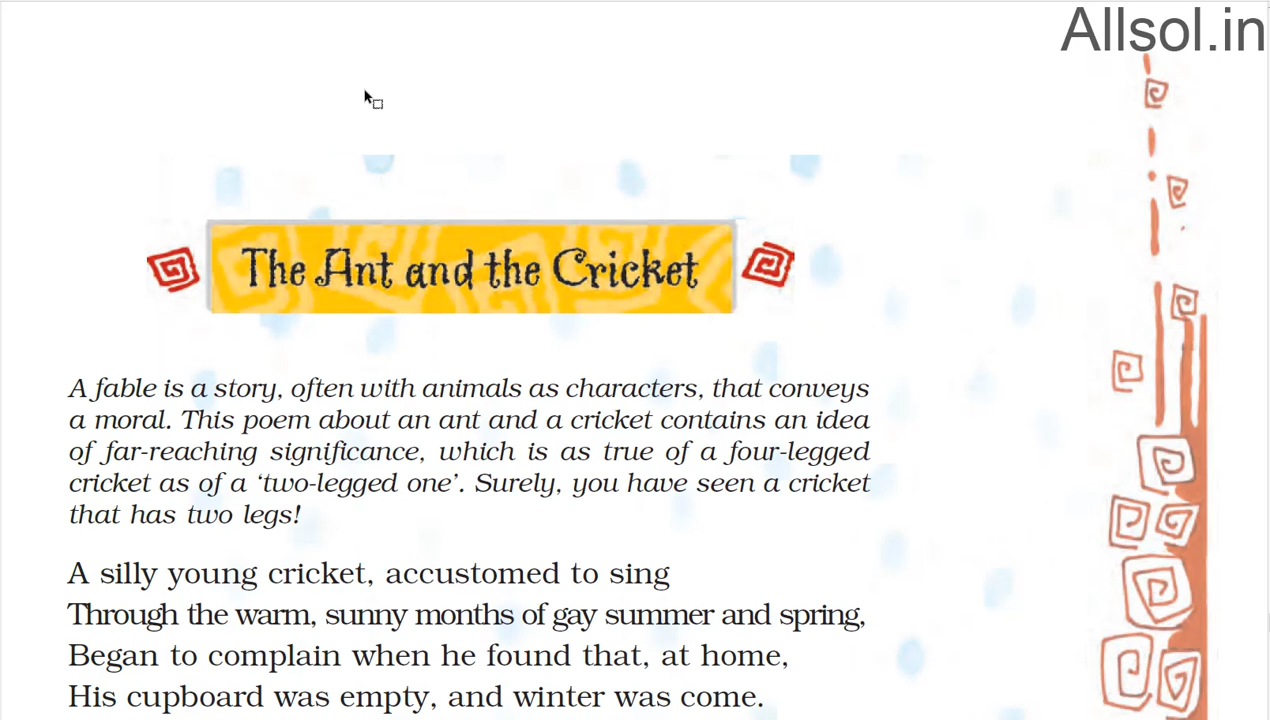 Allsol.in
The Ant and the Cricket
A fable is a story, often with animals as characters, that conveys
a moral. This poem about an ant and a cricket contains an idea
of far-reaching significance, which is as true of a four-legged
cricket as of a ‘two-legged one’. Surely, you have seen a cricket
that has two legs!
A silly young cricket, accustomed to sing
Through the warm, sunny months of gay summer and spring,
Began to complain when he found that, at home,
His cupboard was empty, and winter was come.